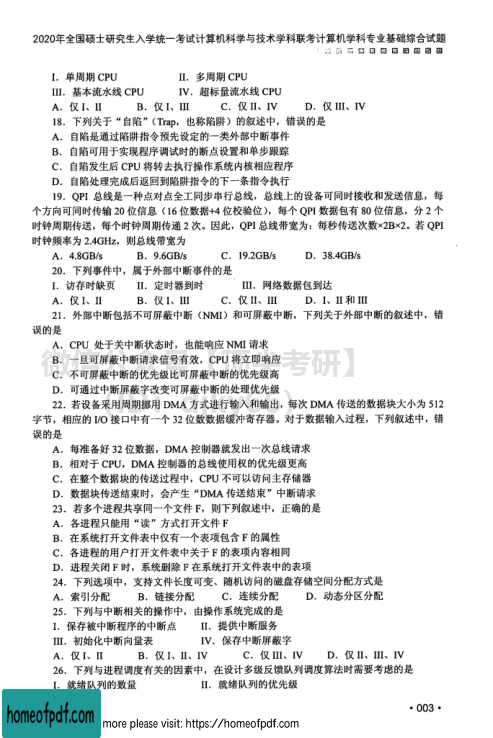 2020年全国硕士研究生入学统一考试计算机科学与技术学科联考计算机学科专业基础综合试题
I．单周期 CPU II．多周期 CPU
III．基本流水线 CPU IV．超标量流水线 CPU
A．仅 I、II B．仅 I、III C．仅 II、IV D．仅 III、IV
18．下列关于“自陷”（Trap，也称陷阱）的叙述中，错误的是
A．自陷是通过陷阱指令预先设定的一类外部中断事件
B．自陷可用于实现程序调试时的断点设置和单步跟踪
C．自陷发生后 CPU 将转去执行操作系统内核相应程序
D．自陷处理完成后返回到陷阱指令的下一条指令执行
19．QPI 总线是一种点对点全工同步串行总线，总线上的设备可同时接收和发送信息，每
个方向可同时传输 20 位信息（16 位数据+4 位校验位），每个 QPI 数据包有 80 位信息，分 2 个
时钟周期传送，每个时钟周期传递 2 次。因此，QPI 总线带宽为：每秒传送次数×2B×2。若 QPI
时钟频率为 2.4GHz，则总线带宽为
A．4.8GB/s B．9.6GB/s C．19.2GB/s D．38.4GB/s
20．下列事件中，属于外部中断事件的是
I．访存时缺页 II．定时器到时 III．网络数据包到达
A．仅 I、II B．仅 I、III C．仅 II、III D．I、II 和 III
21．外部中断包括不可屏蔽中断（NMI）和可屏蔽中断，下列关于外部中断的叙述中，错
误的是
A．CPU 处于关中断状态时，也能响应 NMI 请求
B．一旦可屏蔽中断请求信号有效，CPU 将立即响应
C．不可屏蔽中断的优先级比可屏蔽中断的优先级高
D．可通过中断屏蔽字改变可屏蔽中断的处理优先级
22．若设备采用周期挪用 DMA 方式进行输入和输出，每次 DMA 传送的数据块大小为 512
字节，相应的 I/O 接口中有一个 32 位数数据缓冲寄存器。对于数据输入过程，下列叙述中，错
误的是
A．每准备好 32 位数据，DMA 控制器就发出一次总线请求
B．相对于 CPU，DMA 控制器的总线使用权的优先级更高
C．在整个数据块的传送过程中，CPU 不可以访问主存储器
D．数据块传送结束时，会产生“DMA 传送结束”中断请求
23．若多个进程共享同一个文件 F，则下列叙述中，正确的是
A．各进程只能用“读”方式打开文件 F
B．在系统打开文件表中仅有一个表项包含 F 的属性
C．各进程的用户打开文件表中关于 F 的表项内容相同
D．进程关闭 F 时，系统删除 F 在系统打开文件表中的表项
24．下列选项中，支持文件长度可变、随机访问的磁盘存储空间分配方式是
A．索引分配 B．链接分配 C．连续分配 D．动态分区分配
25．下列与中断相关的操作中，由操作系统完成的是
I．保存被中断程序的中断点 II．提供中断服务
III．初始化中断向量表 IV．保存中断屏蔽字
A．仅 I、II B．仅 I、II、IV C．仅 III、IV D．仅 II、III、IV
26．下列与进程调度有关的因素中，在设计多级反馈队列调度算法时需要考虑的是
I．就绪队列的数量 II．就绪队列的优先级
·003·
homeofpdf.com
more please visit: https://homeofpdf.com